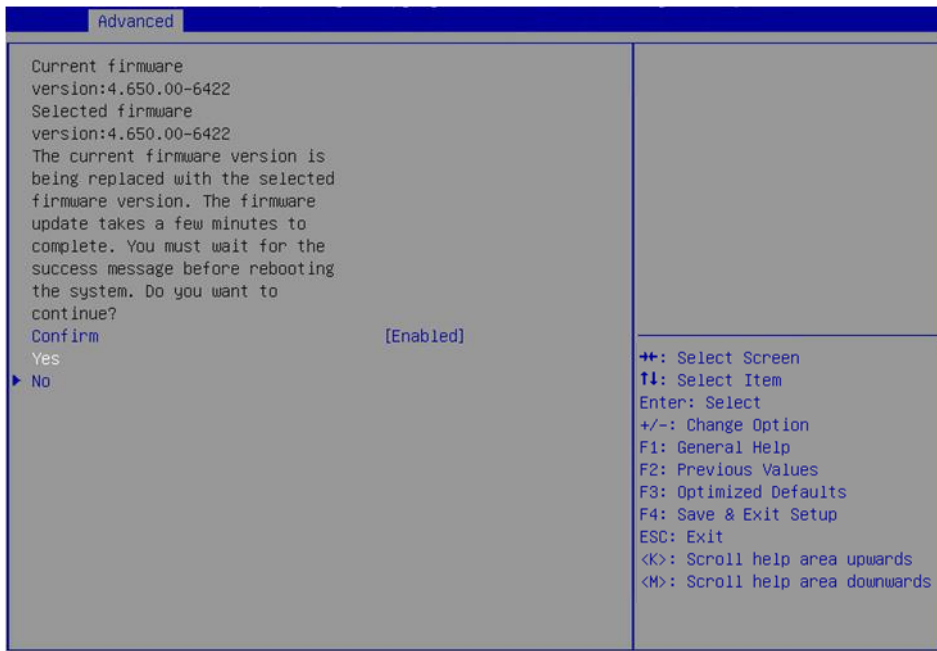 Advanced
Current firmware
version:4.650.00-6422
Selected firmware
version:4.650.00-6422
The current firmware version is
being replaced with the selected
firmware version. The firmware
update takes a few minutes to
complete. You must wait for the
success message before rebooting
the system. Do you want to
continue?
Confirm [Enabled]
Yes
▶ No
→←: Select Screen
↑↓: Select Item
Enter: Select
+/-: Change Option
F1: General Help
F2: Previous Values
F3: Optimized Defaults
F4: Save & Exit Setup
ESC: Exit
<K>: Scroll help area upwards
<M>: Scroll help area downwards